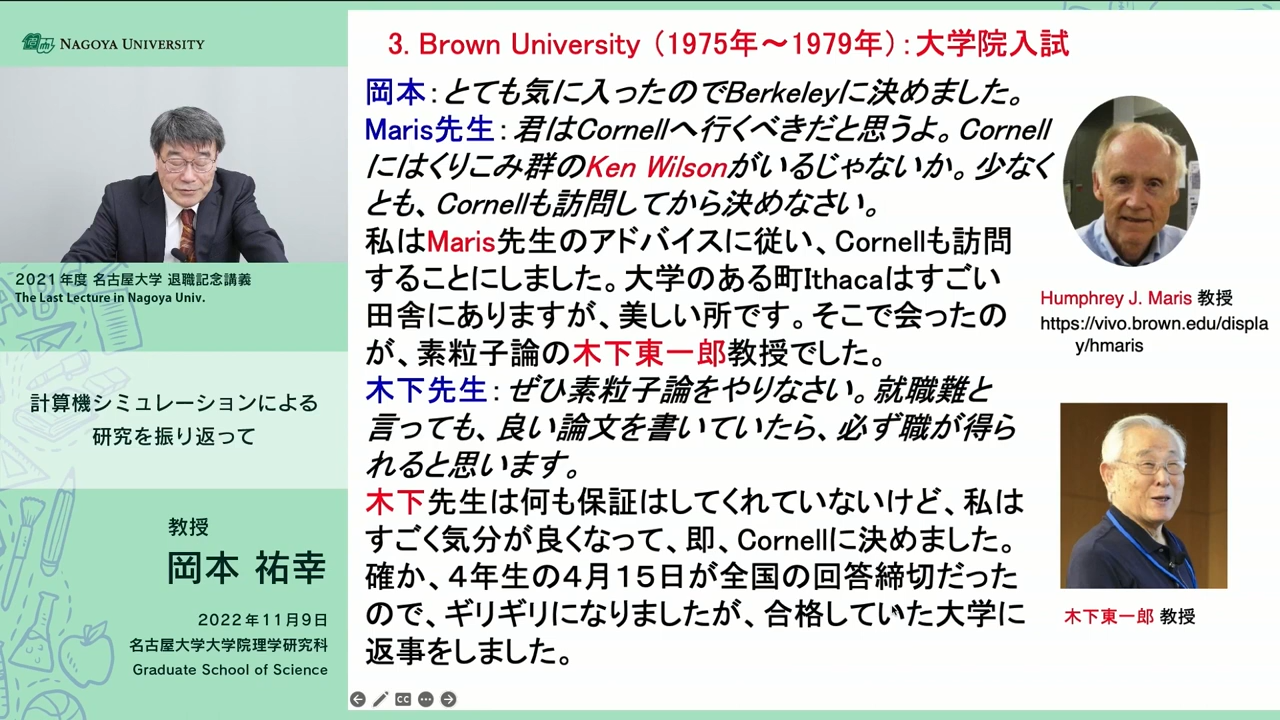 NAGOYA UNIVERSITY
2021年度 名古屋大学 退職記念講義
The Last Lecture in Nagoya Univ.
計算機シミュレーションによる
研究を振り返って
教授
岡本 祐幸
2022年11月9日
名古屋大学大学院理学研究科
Graduate School of Science
3. Brown University（1975年～1979年）：大学院入試
岡本：とても気に入ったのでBerkeleyに決めました。
Maris先生：君はCornellへ行くべきだと思うよ。Cornell
にはくりこみ群のKen Wilsonがいるじゃないか。少なく
とも、Cornellも訪問してから決めなさい。
私はMaris先生のアドバイスに従い、Cornellも訪問
することにしました。大学のある町Ithacaはすごい
田舎にありますが、美しい所です。そこで会ったの
が、素粒子論の木下東一郎教授でした。
木下先生：ぜひ素粒子論をやりなさい。就職難と
言っても、良い論文を書いていたら、必ず職が得ら
れると思います。
木下先生は何も保証はしてくれていないけど、私は
すごく気分が良くなって、即、Cornellに決めました。
確か、４年生の４月１５日が全国の回答締切だった
ので、ギリギリになりましたが、合格していた大学に
返事をしました。
Humphrey J. Maris 教授
https://vivo.brown.edu/displa
y/hmaris
木下東一郎 教授
CC